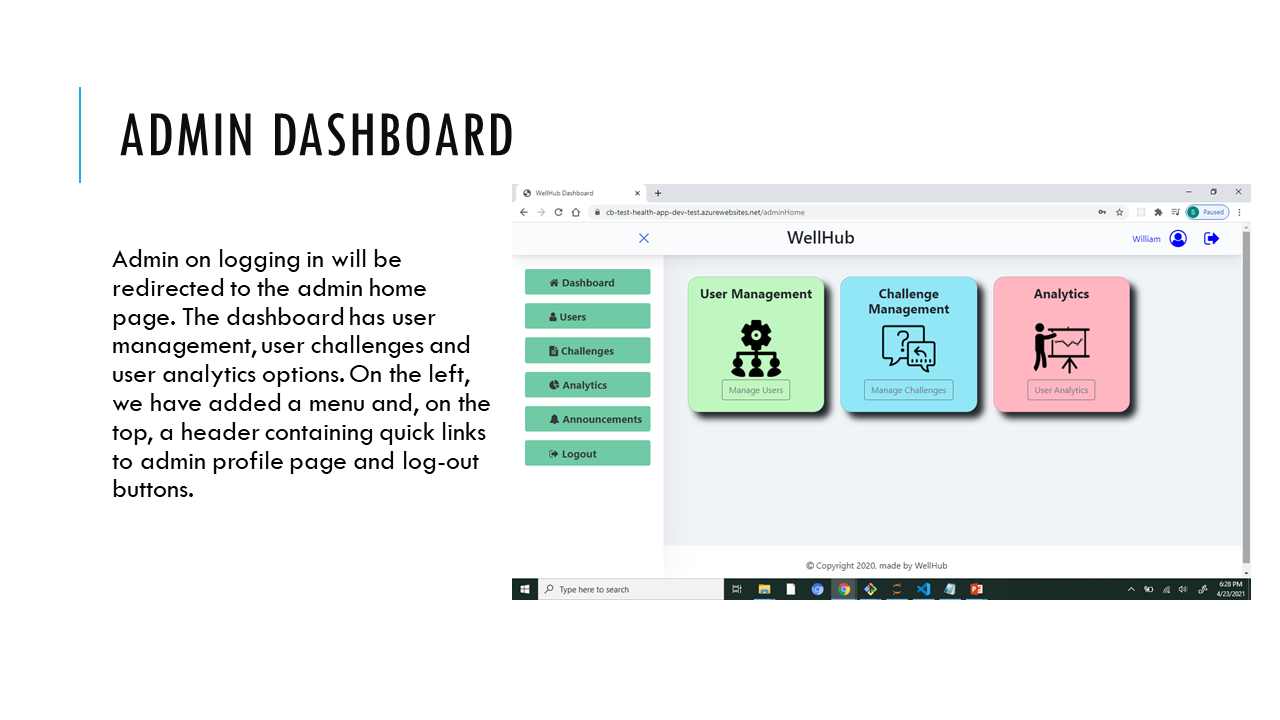 ADMIN DASHBOARD
Admin on logging in will be
redirected to the admin home
page. The dashboard has user
management, user challenges and
user analytics options. On the left,
we have added a menu and, on the
top, a header containing quick links
to admin profile page and log-out
buttons.
WellHub Dashboard
cb-test-health-app-dev-test.azurewebsites.net/adminHome
S Paused
WellHub
William
Dashboard
Users
Challenges
Analytics
Announcements
Logout
User Management
Manage Users
Challenge
Management
Manage Challenges
Analytics
User Analytics
© Copyright 2020, made by WellHub
Type here to search
6:28 PM
4/23/2021